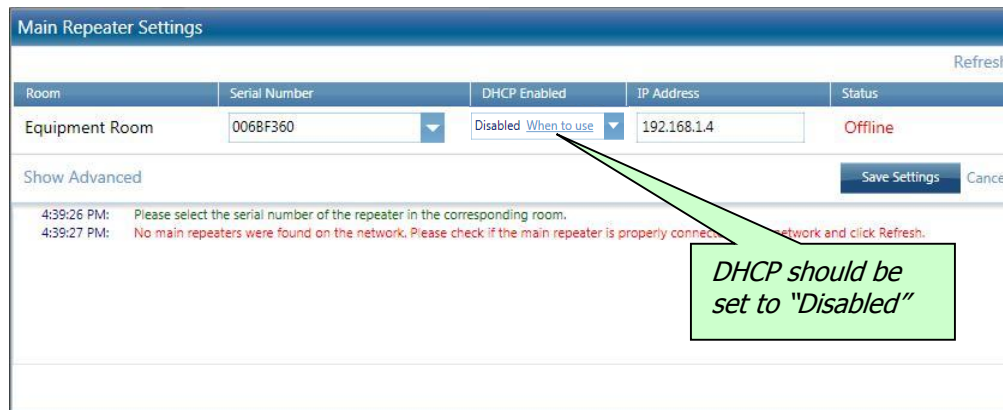 Main Repeater Settings
Refresh
Room Serial Number DHCP Enabled IP Address Status
Equipment Room 006BF360 Disabled When to use 192.168.1.4 Offline
Show Advanced Save Settings Cance
4:39:26 PM: Please select the serial number of the repeater in the corresponding room.
4:39:27 PM: No main repeaters were found on the network. Please check if the main repeater is properly connecte network and click Refresh.
DHCP should be
set to “Disabled”